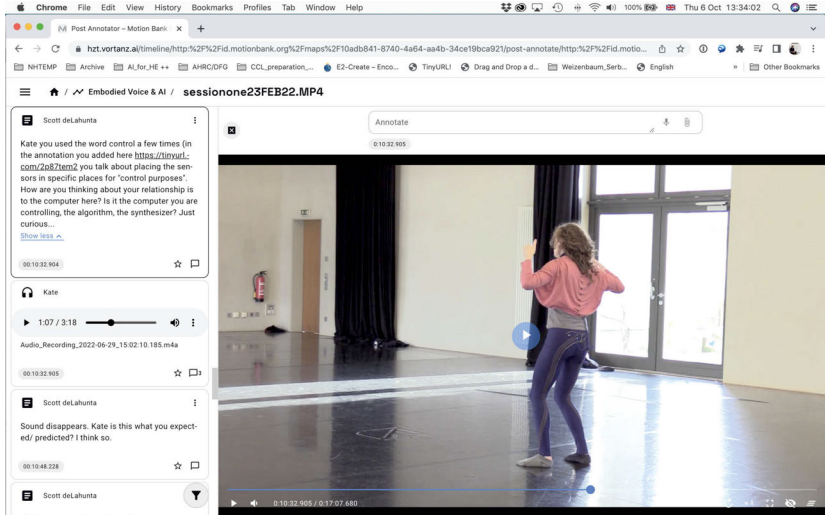 Chrome File Edit View History Bookmarks Profiles Tab Window Help 100% Thu 6 Oct 13:34:02
Post Annotator – Motion Bank
hzt.vortanz.ai/timeline/http:%2F%2Fid.motionbank.org%2Fmaps%2F10adb841-8740-4a64-aa4b-34ce19bca921/post-annotate/http:%2F%2Fid.motio...
NHTEMP Archive AI_for_HE ++ AHRC/DFG CCL_preparation_... E2-Create – Enco... TinyURL! Drag and Drop a d... Weizenbaum_Serb... English » Other Bookmarks
/ Embodied Voice & AI / sessionone23FEB22.MP4
Scott deLahunta
Kate you used the word control a few times (in
the annotation you added here https://tinyurl.-
com/2p87tem2 you talk about placing the sen-
sors in specific places for "control purposes".
How are you thinking about your relationship is
to the computer here? Is it the computer you are
controlling, the algorithm, the synthesizer? Just
curious...
Show less
00:10:32.904
Kate
1:07 / 3:18
Audio_Recording_2022-06-29_15:02:10.185.m4a
00:10:32.905
3
Scott deLahunta
Sound disappears. Kate is this what you expect-
ed/ predicted? I think so.
00:10:48.228
Scott deLahunta
Annotate
0:10:32.905
0:10:32.905 / 0:17:07.680